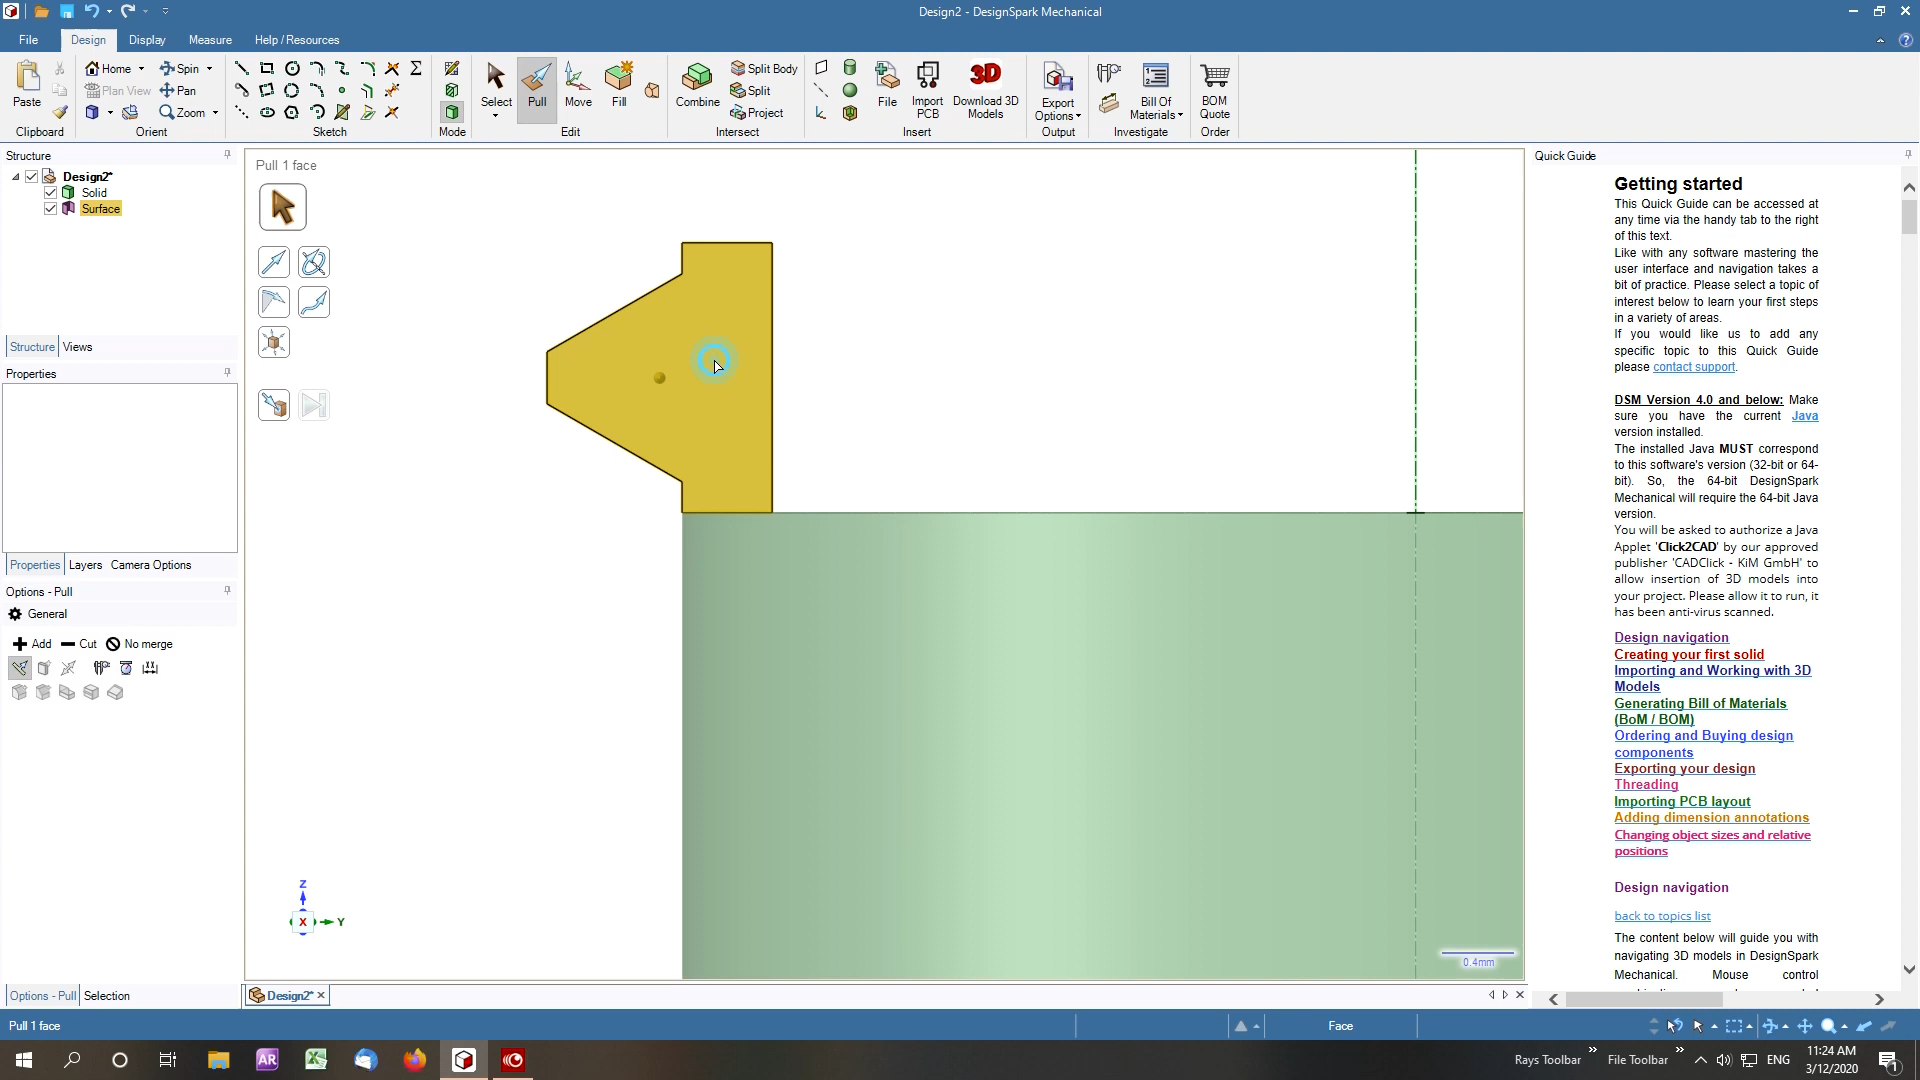 Design2 - DesignSpark Mechanical
File
Design
Display
Measure
Help / Resources
Paste
Clipboard
Home
Spin
Plan View
Pan
Zoom
Orient
Sketch
Mode
Select
Pull
Move
Fill
Edit
Combine
Split Body
Split
Project
Intersect
File
Import
PCB
Download 3D
Models
3D
Insert
Export
Options
Output
Bill Of
Materials
Investigate
BOM
Quote
Order
Structure
Design2*
Solid
Surface
Structure
Views
Properties
Properties
Layers
Camera Options
Options - Pull
General
Add
Cut
No merge
Options - Pull
Selection
Pull 1 face
Z
X
Y
0.4mm
Design2*
Quick Guide
Getting started
This Quick Guide can be accessed at
any time via the handy tab to the right
of this text.
Like with any software mastering the
user interface and navigation takes a
bit of practice. Please select a topic of
interest below to learn your first steps
in a variety of areas.
If you would like us to add any
specific topic to this Quick Guide
please contact support.
DSM Version 4.0 and below: Make
sure you have the current Java
version installed.
The installed Java MUST correspond
to this software's version (32-bit or 64-
bit). So, the 64-bit DesignSpark
Mechanical will require the 64-bit Java
version.
You will be asked to authorize a Java
Applet 'Click2CAD' by our approved
publisher 'CADClick - KiM GmbH' to
allow insertion of 3D models into
your project. Please allow it to run, it
has been anti-virus scanned.
Design navigation
Creating your first solid
Importing and Working with 3D
Models
Generating Bill of Materials
(BoM / BOM)
Ordering and Buying design
components
Exporting your design
Threading
Importing PCB layout
Adding dimension annotations
Changing object sizes and relative
positions
Design navigation
back to topics list
The content below will guide you with
navigating 3D models in DesignSpark
Mechanical. Mouse control
Pull 1 face
Face
AR
Rays Toolbar
File Toolbar
ENG
11:24 AM
3/12/2020
1